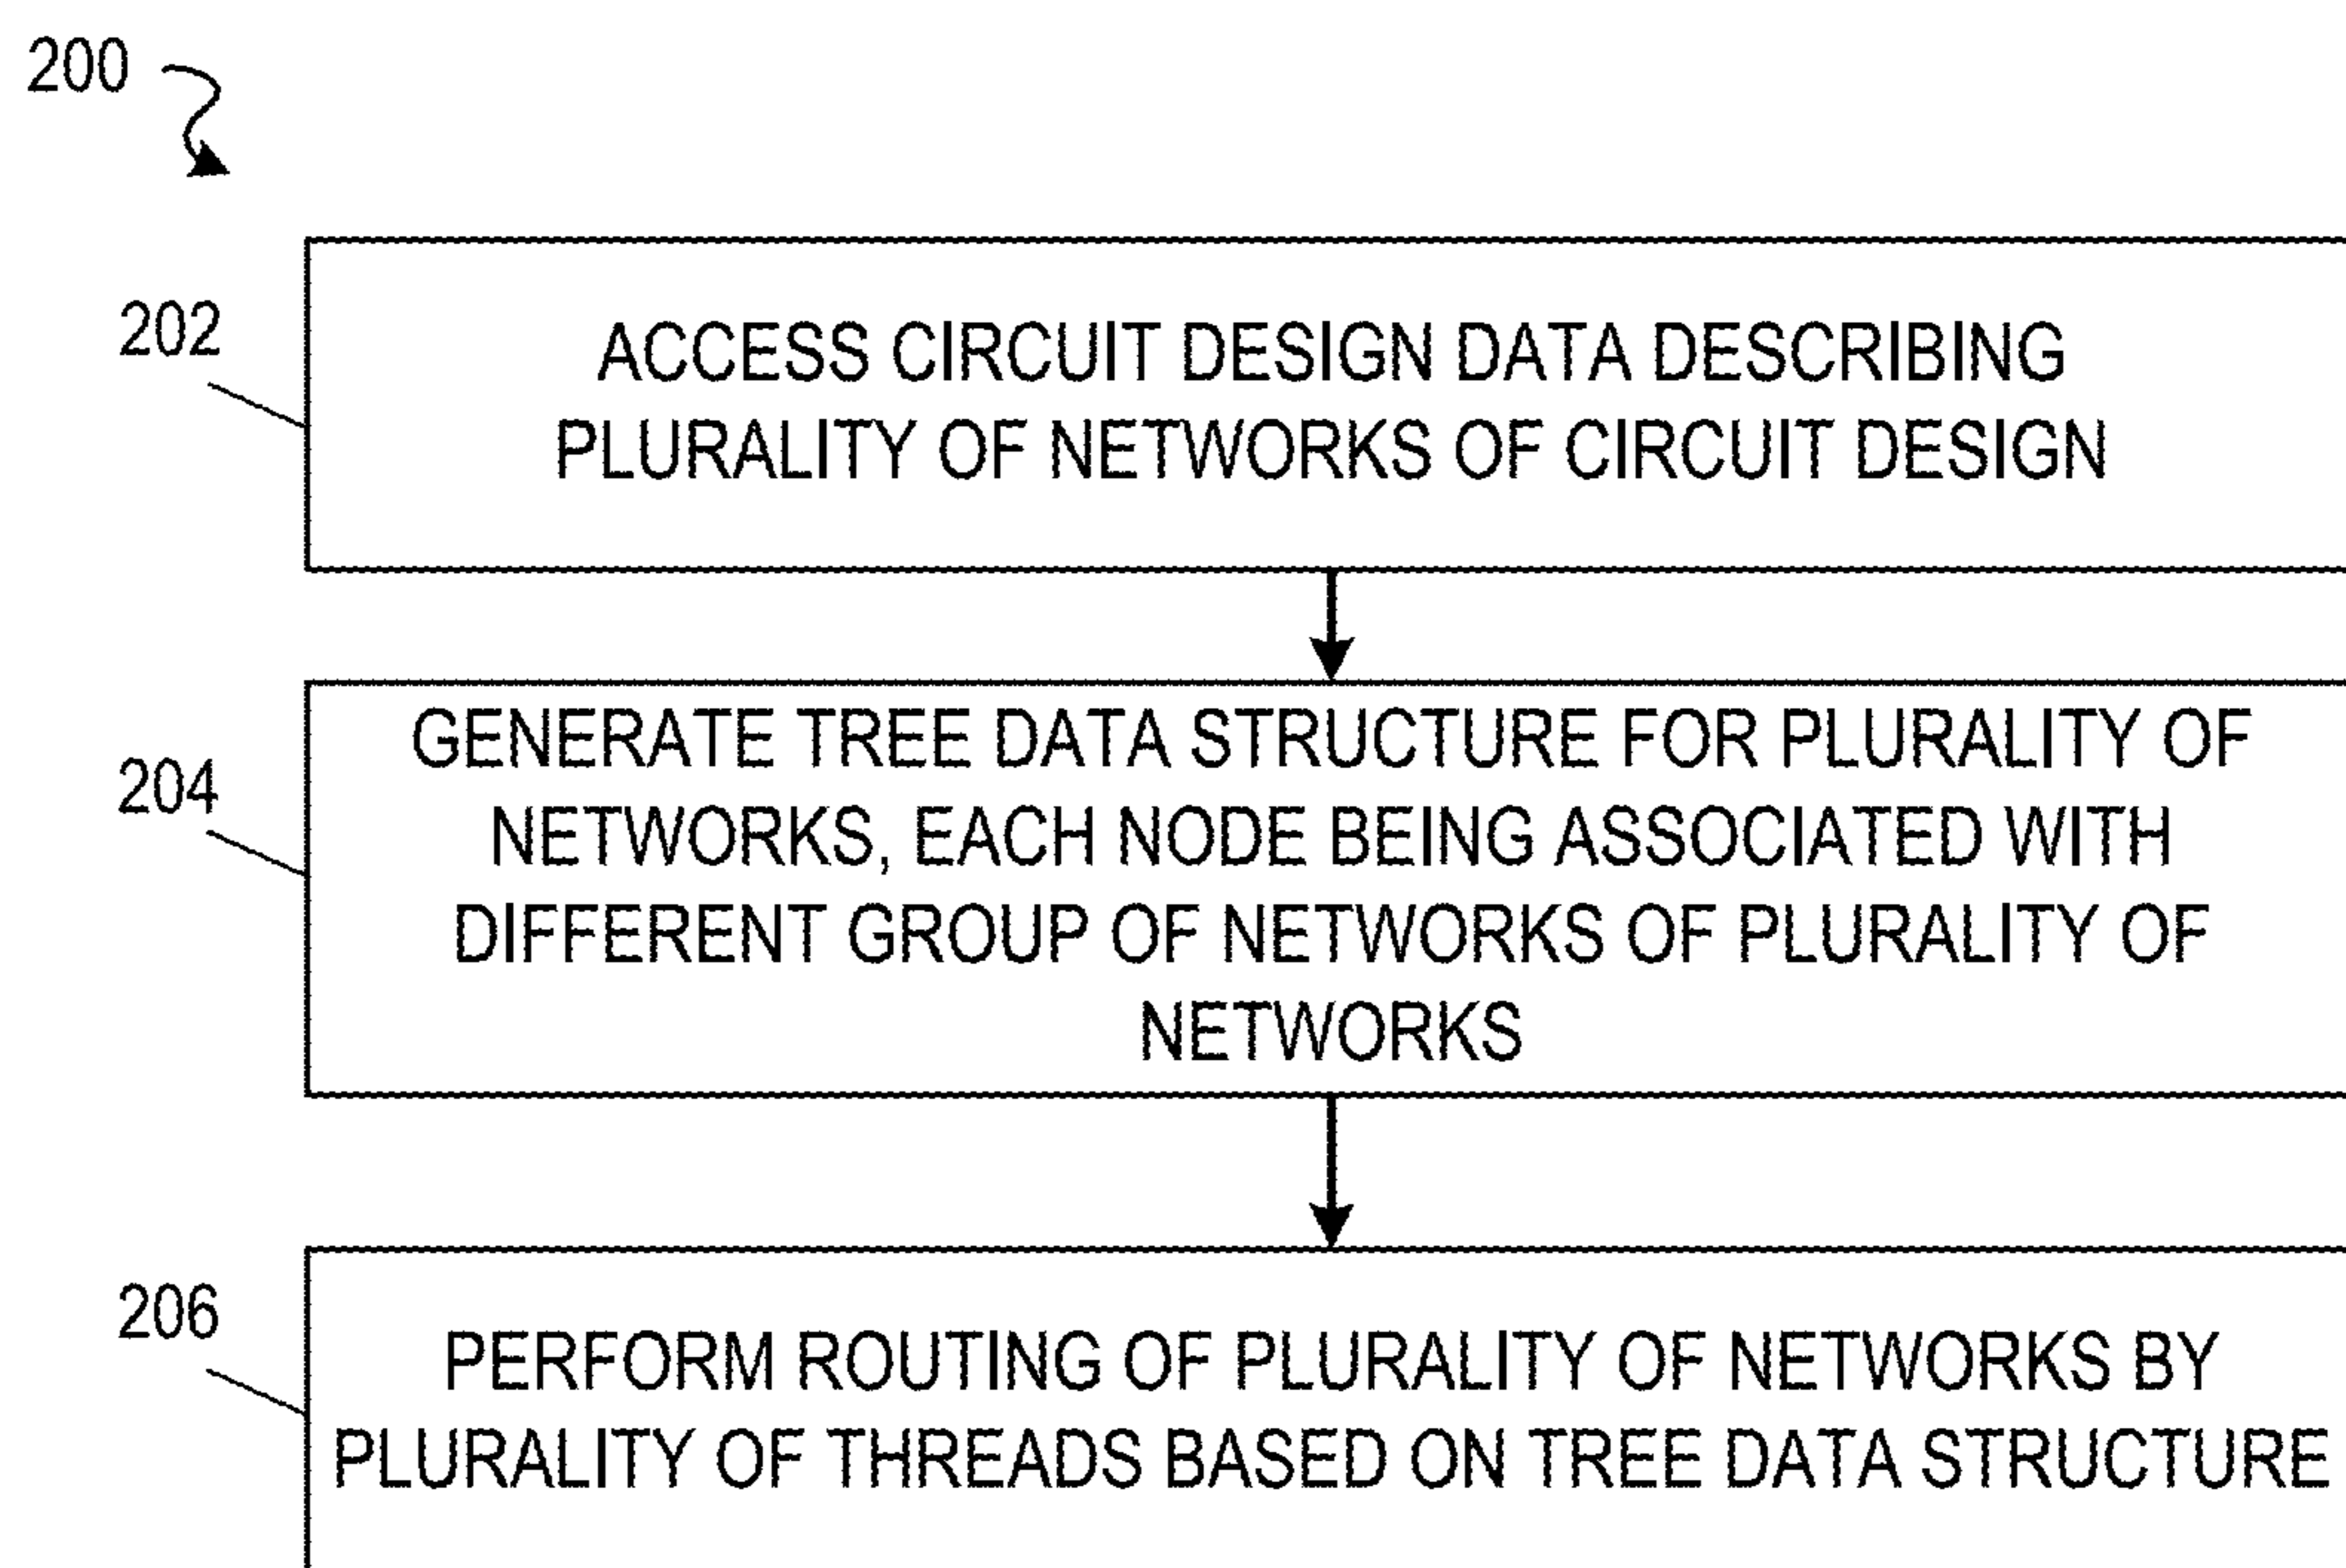 200
202
ACCESS CIRCUIT DESIGN DATA DESCRIBING
PLURALITY OF NETWORKS OF CIRCUIT DESIGN
204
GENERATE TREE DATA STRUCTURE FOR PLURALITY OF
NETWORKS, EACH NODE BEING ASSOCIATED WITH
DIFFERENT GROUP OF NETWORKS OF PLURALITY OF
NETWORKS
206
PERFORM ROUTING OF PLURALITY OF NETWORKS BY
PLURALITY OF THREADS BASED ON TREE DATA STRUCTURE